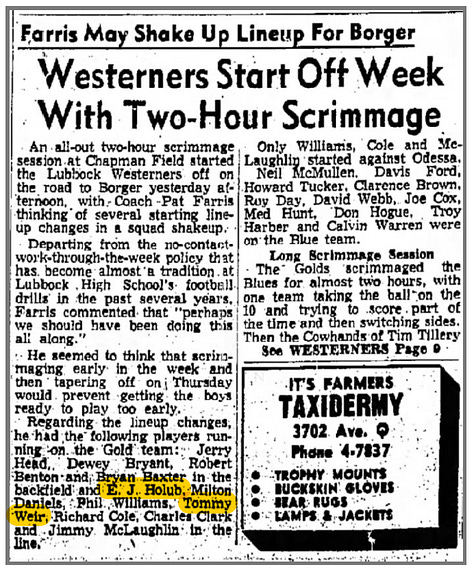 Farris May Shake Up Lineup For Borger
Westerners Start Off Week
With Two-Hour Scrimmage
An all-out two-hour scrimmage
session at Chapman Field started
the Lubbock Westerners off on
the road to Borger yesterday af-
ternoon, with Coach Pat Farris
thinking of several starting line-
up changes in a squad shakeup.
Departing from the no-contact-
work-through-the-week policy that
has become almost a tradition at
Lubbock High School's football
drills in the past several years,
Farris commented that "perhaps
we should have been doing this
all along."
He seemed to think that scrim-
maging early in the week and
then tapering off on Thursday
would prevent getting the boys
ready to play too early.
Regarding the lineup changes,
he had the following players run-
ning on the Gold team: Jerry
Head, Dewey Bryant, Robert
Benton and Bryan Baxter in the
backfield and E. J. Holub, Milton
Daniels, Phil Williams, Tommy
Weir, Richard Cole, Charles Clark
and Jimmy McLaughlin in the
line.
Only Williams, Cole and Mc-
Laughlin started against Odessa.
Neil McMullen, Davis Ford,
Howard Tucker, Clarence Brown,
Roy Day, David Webb, Joe Cox,
Med Hunt, Don Hogue, Troy
Harber and Calvin Warren were
on the Blue team.
Long Scrimmage Session
The Golds scrimmaged the
Blues for almost two hours, with
one team taking the ball on the
10 and trying to score part of
the time and then switching sides.
Then the Cowhands of Tim Tillery
See WESTERNERS Page 9
IT'S FARMERS
TAXIDERMY
3702 Ave. Q
Phone 4-7837
● TROPHY MOUNTS
● BUCKSKIN GLOVES
● BEAR RUGS
● LAMPS & JACKETS